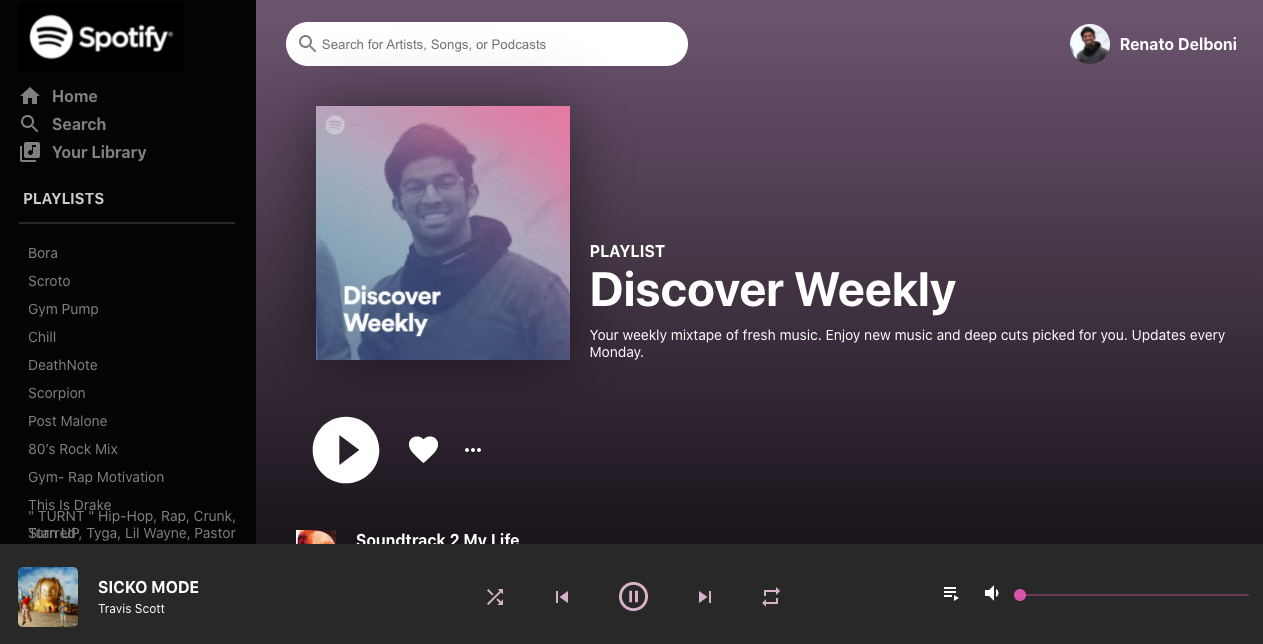 Spotify
Home
Search
Your Library
PLAYLISTS
Bora
Scroto
Gym Pump
Chill
DeathNote
Scorpion
Post Malone
80's Rock Mix
Gym- Rap Motivation
This Is Drake
" TURNT " Hip-Hop, Rap, Crunk,
Turn UP, Tyga, Lil Wayne, Pastor
Starred
Search for Artists, Songs, or Podcasts
Renato Delboni
Discover
Weekly
PLAYLIST
Discover Weekly
Your weekly mixtape of fresh music. Enjoy new music and deep cuts picked for you. Updates every
Monday.
Soundtrack 2 My Life
SICKO MODE
Travis Scott